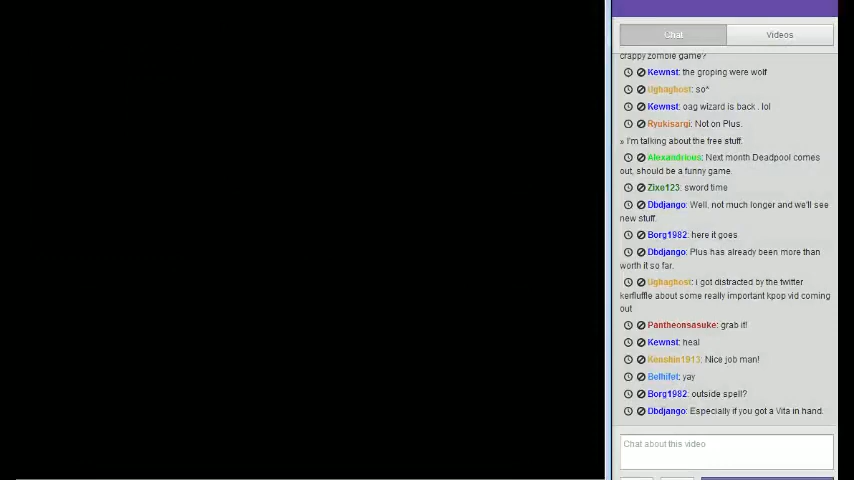 Chat
Videos
crappy zombie game?
Kewnst: the groping were wolf
Ugbaghost: so*
Kewnst: oag wizard is back . lol
Ryukisargi: Not on Plus.
» I'm talking about the free stuff.
Alexandrious: Next month Deadpool comes
out, should be a funny game.
Zixe123: sword time
Dbdjango: Well, not much longer and we'll see
new stuff.
Borg1982: here it goes
Dbdjango: Plus has already been more than
worth it so far.
Ugbaghost: i got distracted by the twitter
kerfluffle about some really important kpop vid coming
out
Pantheonsasuke: grab it!
Kewnst: heal
Kenshin1913: Nice job man!
Belhifet: yay
Borg1982: outside spell?
Dbdjango: Especially if you got a Vita in hand.
Chat about this video